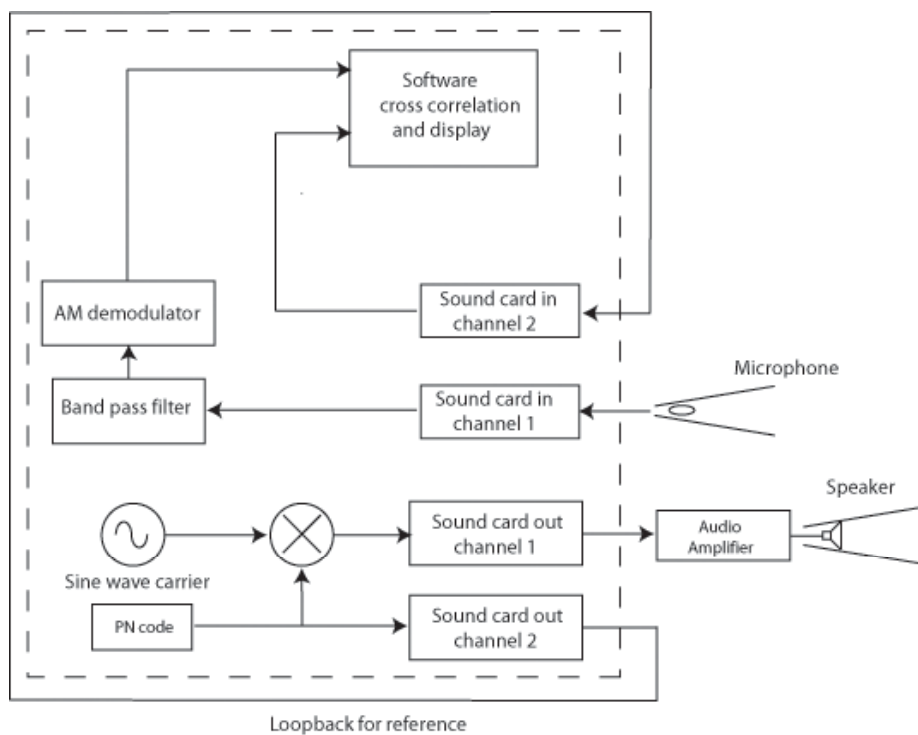 Software
cross correlation
and display
AM demodulator
Sound card in
channel 2
Microphone
Band pass filter
Sound card in
channel 1
Speaker
Sound card out
channel 1
Audio
Amplifier
Sine wave carrier
PN code
Sound card out
channel 2
Loopback for reference